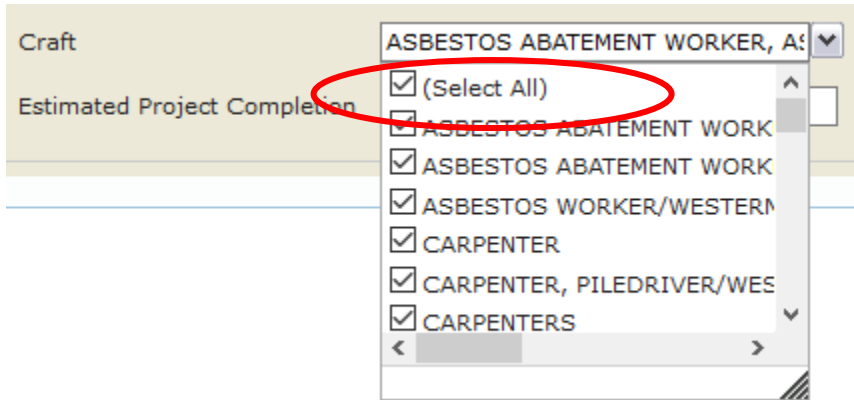 Craft
ASBESTOS ABATEMENT WORKER, AS
(Select All)
Estimated Project Completion
ASBESTOS ABATEMENT WORK
ASBESTOS ABATEMENT WORK
ASBESTOS WORKER/WESTERN
CARPENTER
CARPENTER, PILEDRIVER/WES
CARPENTERS